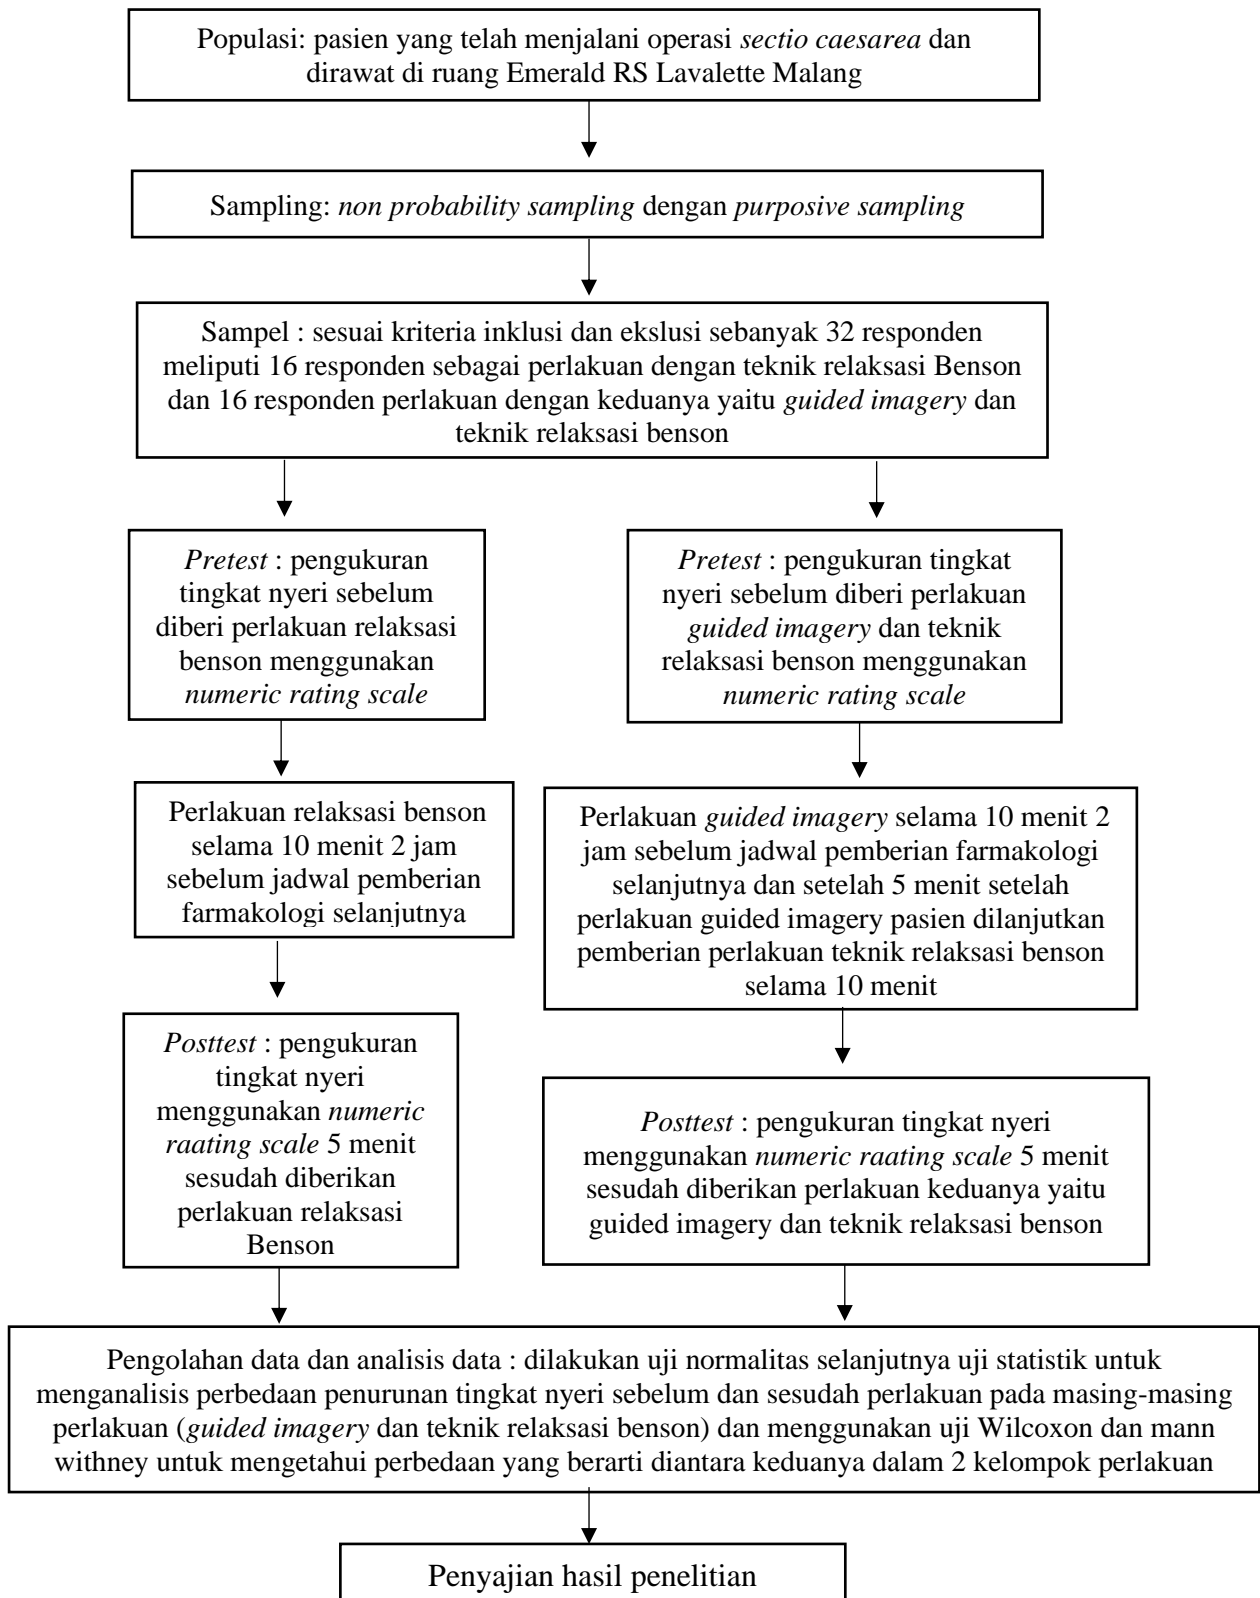 Populasi: pasien yang telah menjalani operasi sectio caesarea dan
dirawat di ruang Emerald RS Lavalette Malang
Sampling: non probability sampling dengan purposive sampling
Sampel : sesuai kriteria inklusi dan ekslusi sebanyak 32 responden
meliputi 16 responden sebagai perlakuan dengan teknik relaksasi Benson
dan 16 responden perlakuan dengan keduanya yaitu guided imagery dan
teknik relaksasi benson
Pretest : pengukuran
tingkat nyeri sebelum
diberi perlakuan relaksasi
benson menggunakan
numeric rating scale
Pretest : pengukuran tingkat
nyeri sebelum diberi perlakuan
guided imagery dan teknik
relaksasi benson menggunakan
numeric rating scale
Perlakuan relaksasi benson
selama 10 menit 2 jam
sebelum jadwal pemberian
farmakologi selanjutnya
Perlakuan guided imagery selama 10 menit 2
jam sebelum jadwal pemberian farmakologi
selanjutnya dan setelah 5 menit setelah
perlakuan guided imagery pasien dilanjutkan
pemberian perlakuan teknik relaksasi benson
selama 10 menit
Posttest : pengukuran
tingkat nyeri
menggunakan numeric
raating scale 5 menit
sesudah diberikan
perlakuan relaksasi
Benson
Posttest : pengukuran tingkat nyeri
menggunakan numeric raating scale 5 menit
sesudah diberikan perlakuan keduanya yaitu
guided imagery dan teknik relaksasi benson
Pengolahan data dan analisis data : dilakukan uji normalitas selanjutnya uji statistik untuk
menganalisis perbedaan penurunan tingkat nyeri sebelum dan sesudah perlakuan pada masing-masing
perlakuan (guided imagery dan teknik relaksasi benson) dan menggunakan uji Wilcoxon dan mann
withney untuk mengetahui perbedaan yang berarti diantara keduanya dalam 2 kelompok perlakuan
Penyajian hasil penelitian